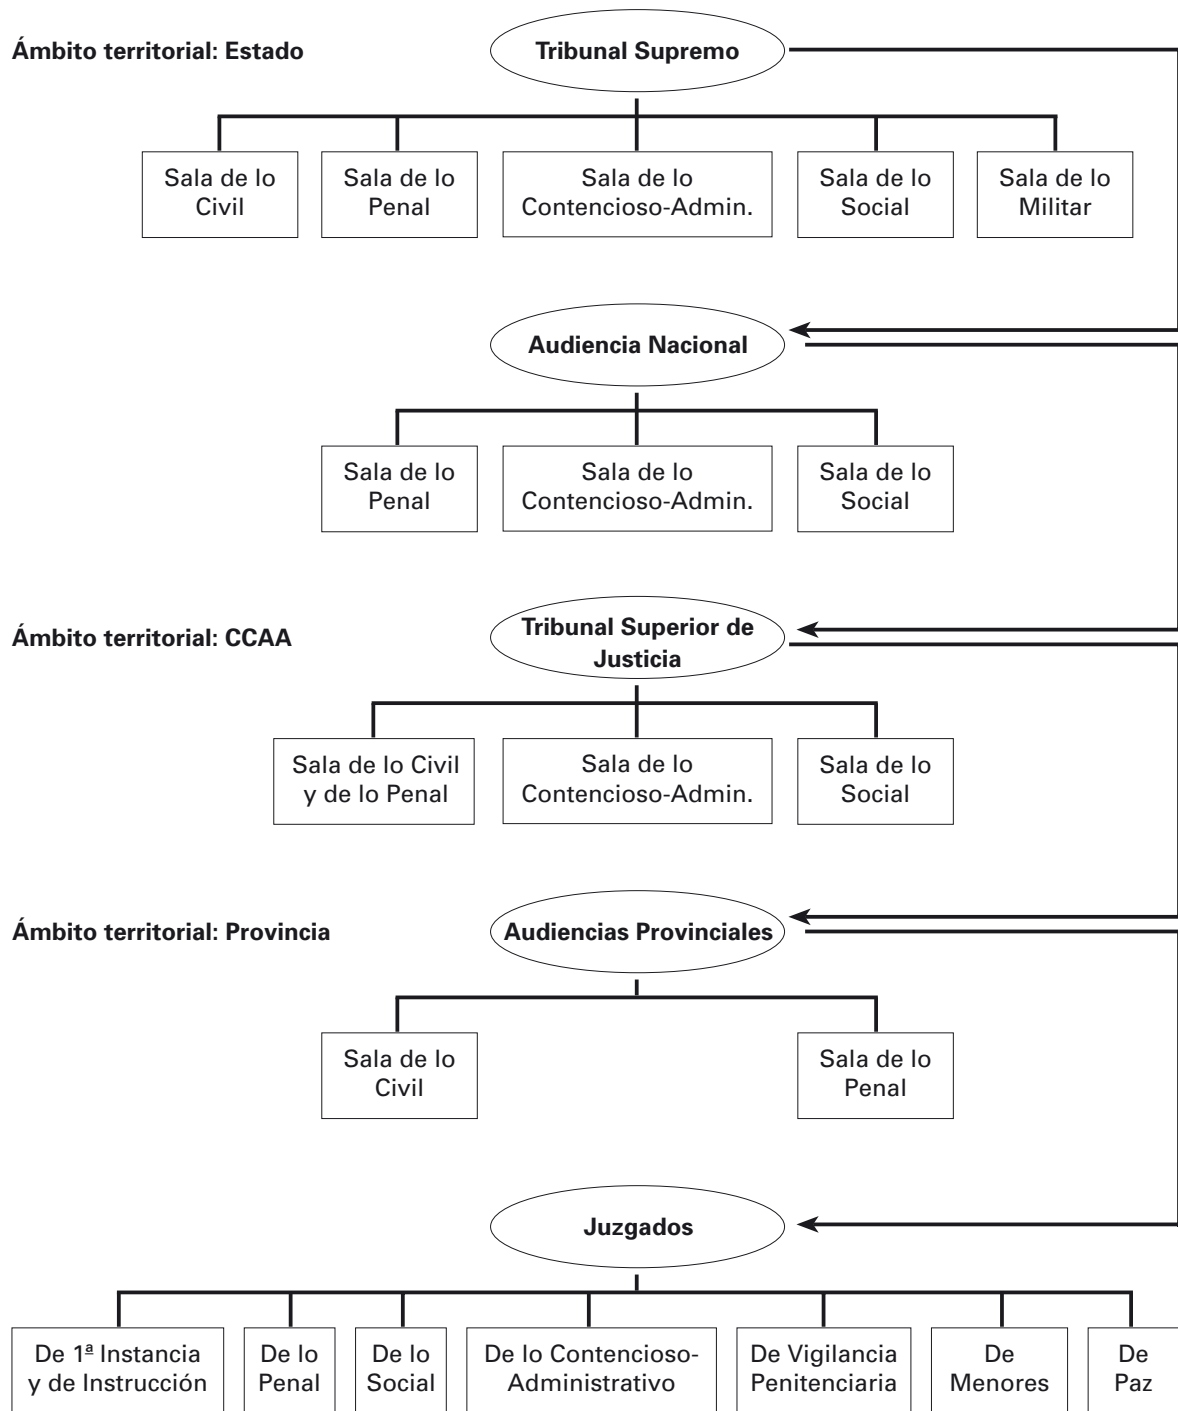 Ámbito territorial: Estado
Tribunal Supremo
Sala de lo
Civil
Sala de lo
Penal
Sala de lo
Contencioso-Admin.
Sala de lo
Social
Sala de lo
Militar
Audiencia Nacional
Sala de lo
Penal
Sala de lo
Contencioso-Admin.
Sala de lo
Social
Ámbito territorial: CCAA
Tribunal Superior de
Justicia
Sala de lo Civil
y de lo Penal
Sala de lo
Contencioso-Admin.
Sala de lo
Social
Ámbito territorial: Provincia
Audiencias Provinciales
Sala de lo
Civil
Sala de lo
Penal
Juzgados
De 1ª Instancia
y de Instrucción
De lo
Penal
De lo
Social
De lo Contencioso-
Administrativo
De Vigilancia
Penitenciaria
De
Menores
De
Paz